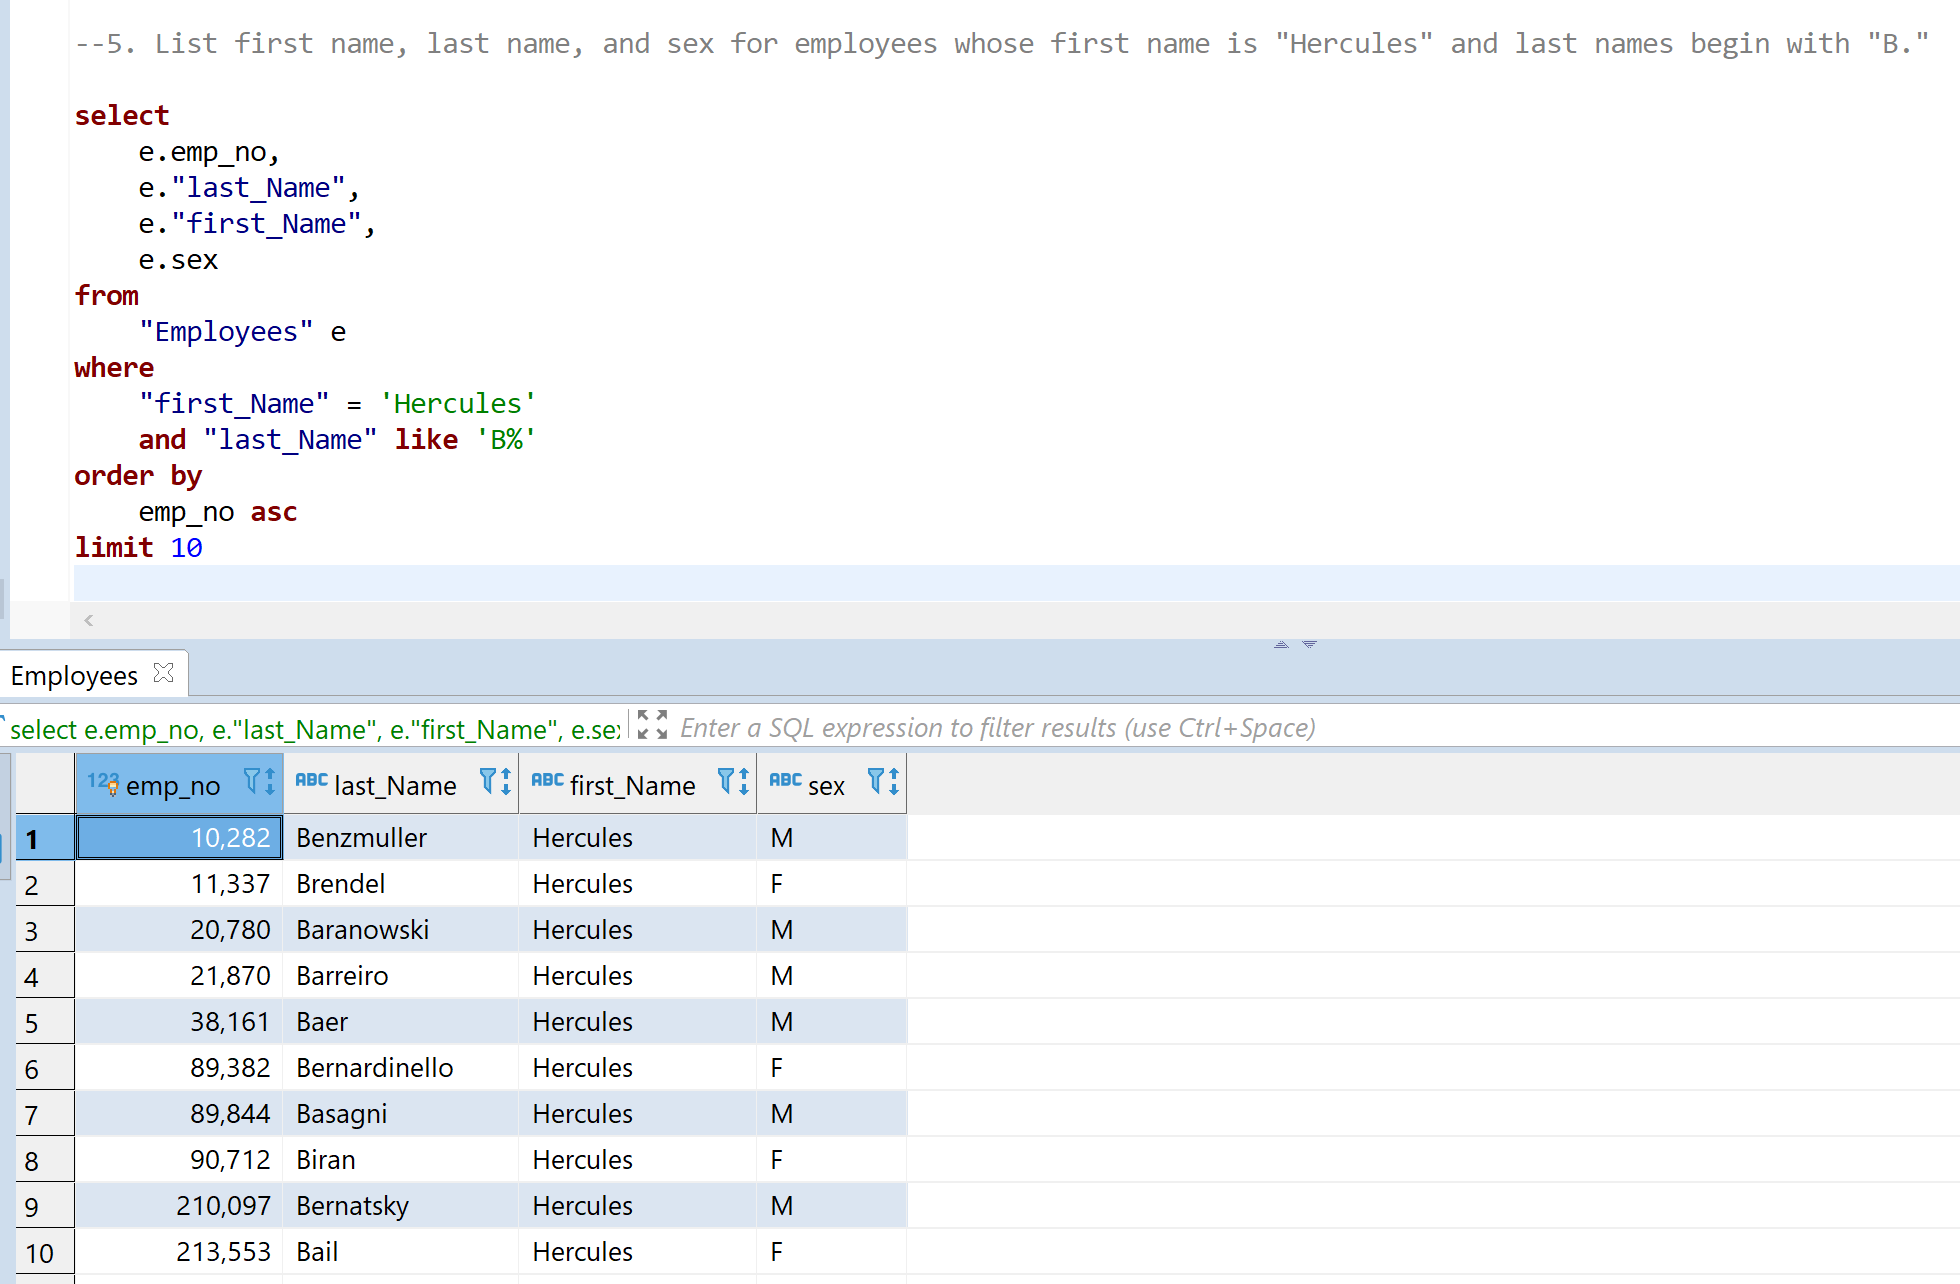 --5. List first name, last name, and sex for employees whose first name is "Hercules" and last names begin with "B."
select
e.emp_no,
e."last_Name",
e."first_Name",
e.sex
from
"Employees" e
where
"first_Name" = 'Hercules'
and "last_Name" like 'B%'
order by
emp_no asc
limit 10
Employees
select e.emp_no, e."last_Name", e."first_Name", e.sex Enter a SQL expression to filter results (use Ctrl+Space)
123 emp_no ABC last_Name ABC first_Name ABC sex
1 10,282 Benzmuller Hercules M
2 11,337 Brendel Hercules F
3 20,780 Baranowski Hercules M
4 21,870 Barreiro Hercules M
5 38,161 Baer Hercules M
6 89,382 Bernardinello Hercules F
7 89,844 Basagni Hercules M
8 90,712 Biran Hercules F
9 210,097 Bernatsky Hercules M
10 213,553 Bail Hercules F